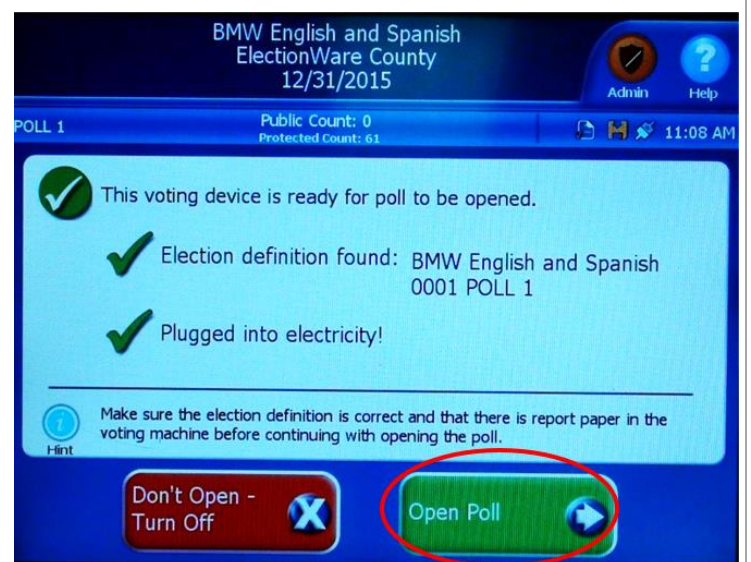 BMW English and Spanish
ElectionWare County
12/31/2015
Admin
Help
POLL 1
Public Count: 0
Protected Count: 61
11:08 AM
This voting device is ready for poll to be opened.
Election definition found: BMW English and Spanish
0001 POLL 1
Plugged into electricity!
Hint
Make sure the election definition is correct and that there is report paper in the
voting machine before continuing with opening the poll.
Don't Open -
Turn Off
Open Poll